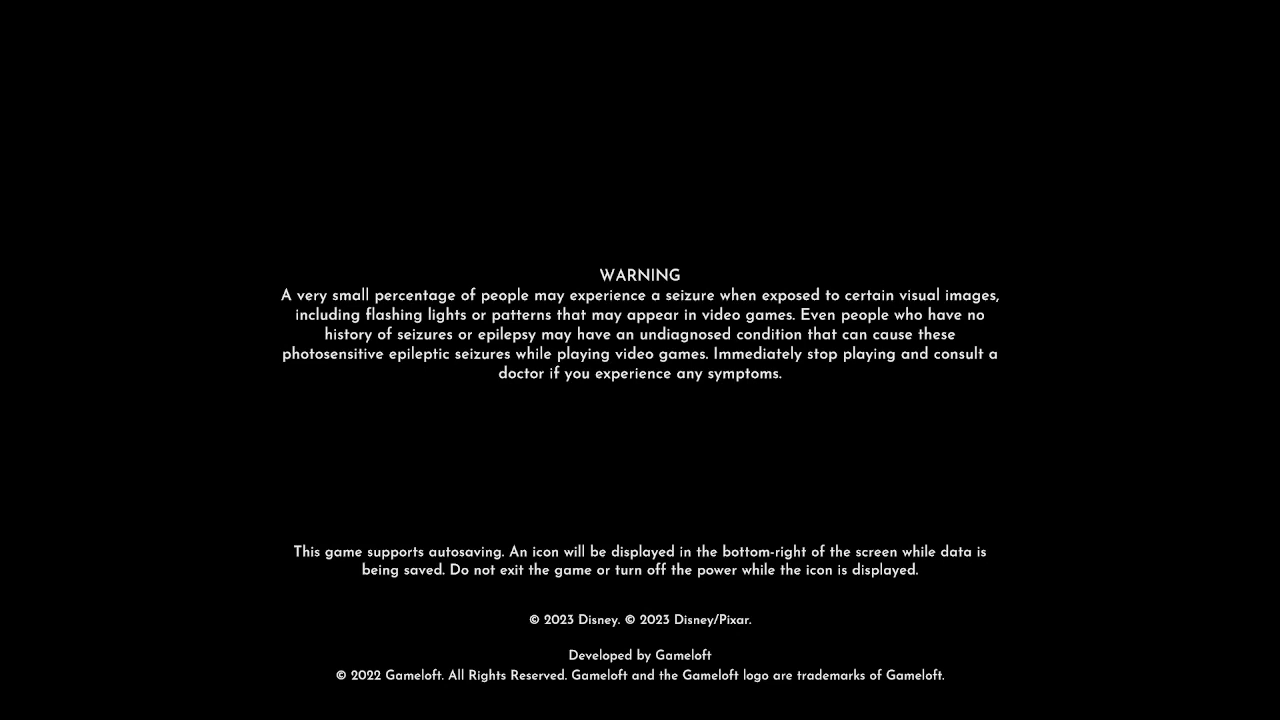 WARNING
A very small percentage of people may experience a seizure when exposed to certain visual images,
including flashing lights or patterns that may appear in video games. Even people who have no
history of seizures or epilepsy may have an undiagnosed condition that can cause these
photosensitive epileptic seizures while playing video games. Immediately stop playing and consult a
doctor if you experience any symptoms.
This game supports autosaving. An icon will be displayed in the bottom-right of the screen while data is
being saved. Do not exit the game or turn off the power while the icon is displayed.
© 2023 Disney. © 2023 Disney/Pixar.
Developed by Gameloft
© 2022 Gameloft. All Rights Reserved. Gameloft and the Gameloft logo are trademarks of Gameloft.